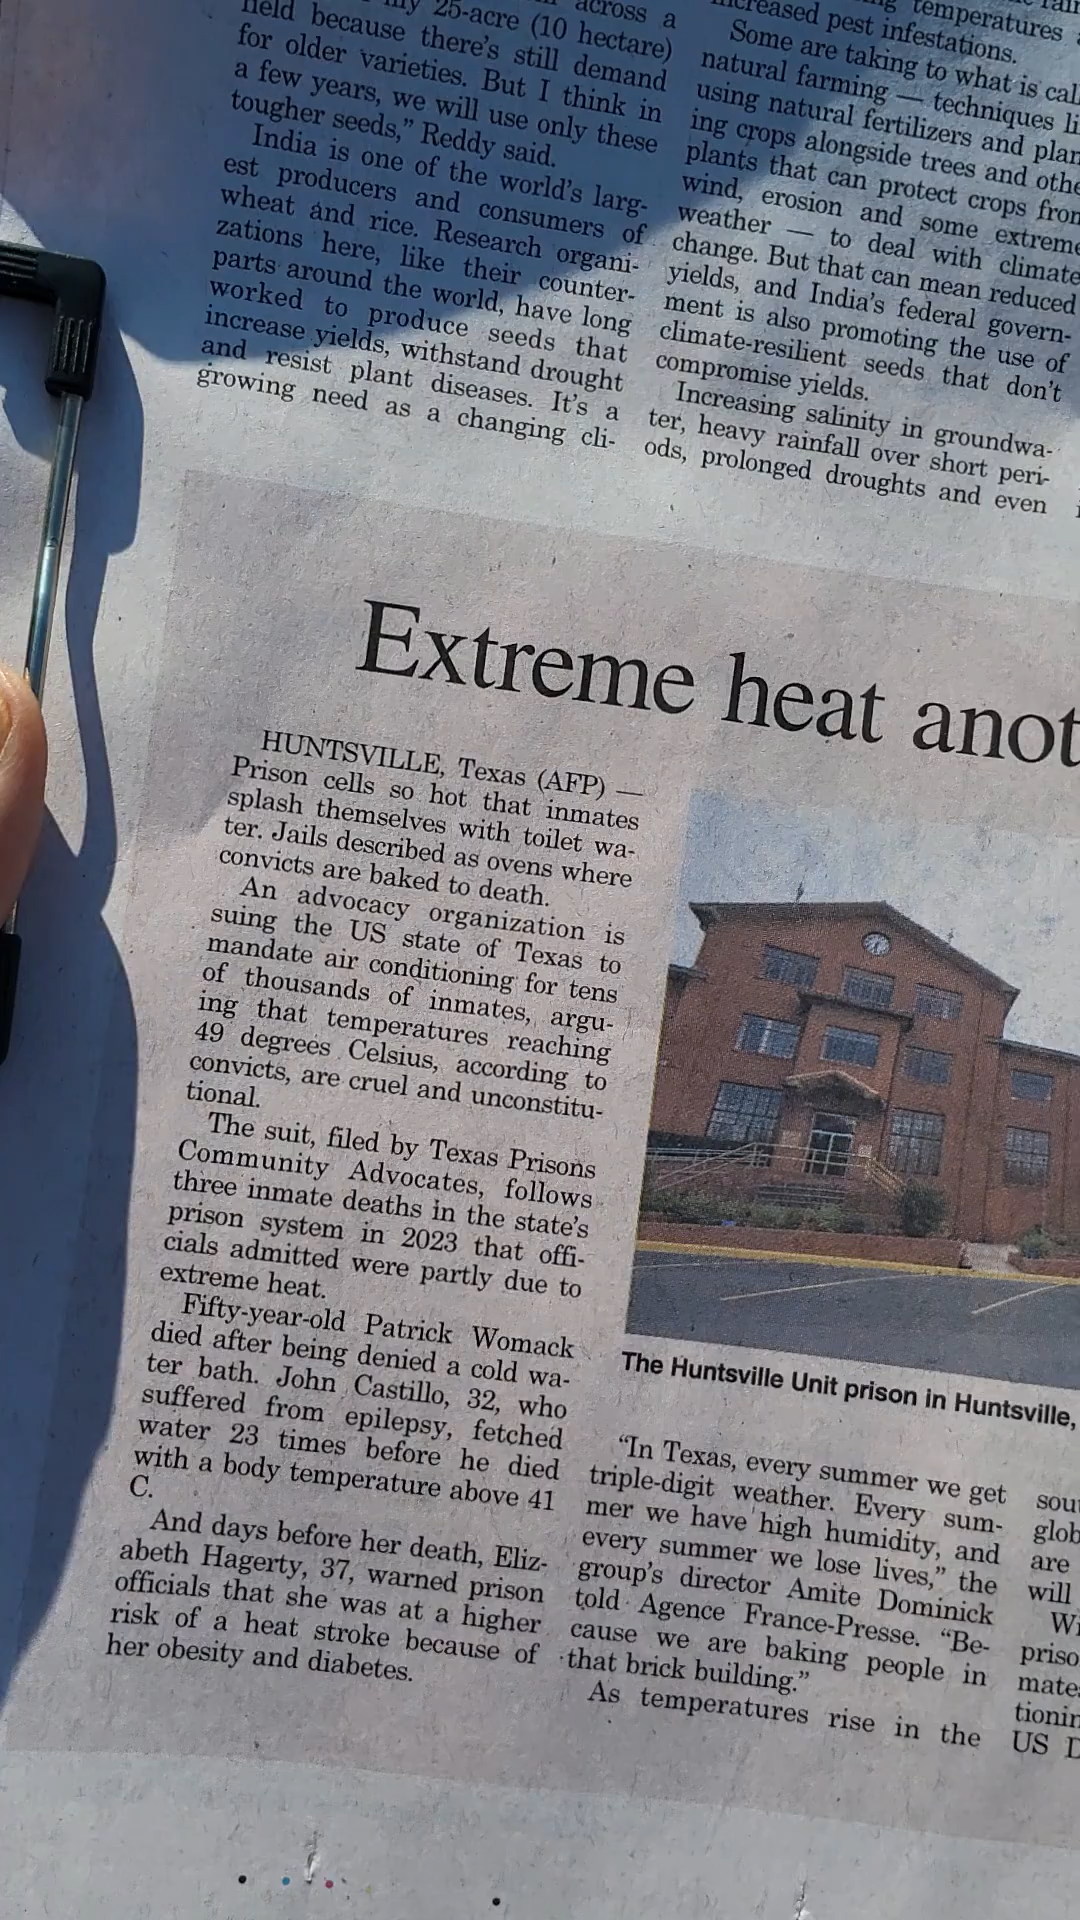 across a
my 25-acre (10 hectare)
field because there's still demand
for older varieties. But I think in
a few years, we will use only these
tougher seeds,” Reddy said.
India is one of the world's larg-
est producers and consumers of
wheat and rice. Research organi-
zations here, like their counter-
parts around the world, have long
worked to produce seeds that
increase yields, withstand drought
and resist plant diseases. It's a
growing need as a changing cli-
temperatures
increased pest infestations.
Some are taking to what is call
natural farming — techniques li
using natural fertilizers and plan
ing crops alongside trees and othe
plants that can protect crops from
wind, erosion and some extreme
weather — to deal with climate
change. But that can mean reduced
yields, and India's federal govern-
ment is also promoting the use of
climate-resilient seeds that don't
compromise yields.
Increasing salinity in groundwa-
ter, heavy rainfall over short peri-
ods, prolonged droughts and even
Extreme heat anot
HUNTSVILLE, Texas (AFP) —
Prison cells so hot that inmates
splash themselves with toilet wa-
ter. Jails described as ovens where
convicts are baked to death.
An advocacy organization is
suing the US state of Texas to
mandate air conditioning for tens
of thousands of inmates, argu-
ing that temperatures reaching
49 degrees Celsius, according to
convicts, are cruel and unconstitu-
tional.
The suit, filed by Texas Prisons
Community Advocates, follows
three inmate deaths in the state's
prison system in 2023 that offi-
cials admitted were partly due to
extreme heat.
Fifty-year-old Patrick Womack
died after being denied a cold wa-
ter bath. John Castillo, 32, who
suffered from epilepsy, fetched
water 23 times before he died
with a body temperature above 41
C.
And days before her death, Eliz-
abeth Hagerty, 37, warned prison
officials that she was at a higher
risk of a heat stroke because of
her obesity and diabetes.
The Huntsville Unit prison in Huntsville,
“In Texas, every summer we get
triple-digit weather. Every sum-
mer we have high humidity, and
every summer we lose lives,” the
group's director Amite Dominick
told Agence France-Presse. “Be-
cause we are baking people in
that brick building.”
As temperatures rise in the
sou
glob
are
will
Wi
priso
mate
tionin
US D